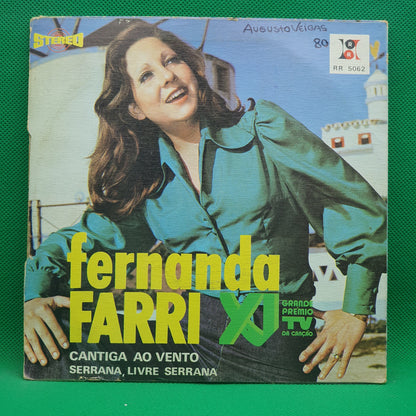 STEREO
AUGUSTO VEIGAS
80
RR 5062
fernanda
FARRI
XI
GRANDE
PREMIO
TV
DA CANÇÃO
CANTIGA AO VENTO
SERRANA, LIVRE SERRANA